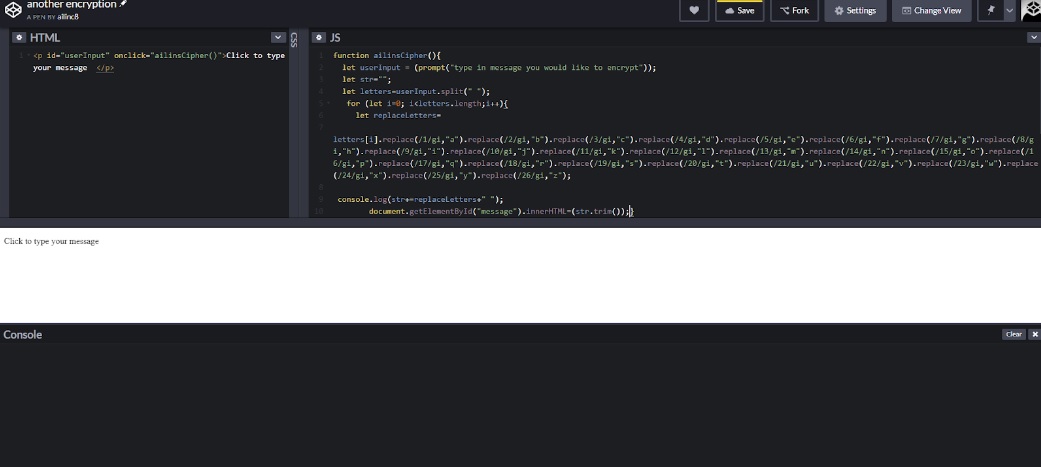 another encryption
A PEN BY ailinc8
Save
Fork
Settings
Change View
HTML
1 <p id="userInput" onclick="ailinsCipher()">Click to type
your message </p>
CSS
JS
1 function ailinsCipher(){
2 let userinput = (prompt("type in message you would like to encrypt"));
3 let str="";
4 let letters=userInput.split(" ");
5 for (let i=0; i<letters.length;i++){
6 let replaceLetters=
7
letters[i].replace(/1/gi,"a").replace(/2/gi,"b").replace(/3/gi,"c").replace(/4/gi,"d").replace(/5/gi,"e").replace(/6/gi,"f").replace(/7/gi,"g").replace(/8/g
i,"h").replace(/9/gi,"i").replace(/10/gi,"j").replace(/11/gi,"k").replace(/12/gi,"l").replace(/13/gi,"m").replace(/14/gi,"n").replace(/15/gi,"o").replace(/1
6/gi,"p").replace(/17/gi,"q").replace(/18/gi,"r").replace(/19/gi,"s").replace(/20/gi,"t").replace(/21/gi,"u").replace(/22/gi,"v").replace(/23/gi,"w").replace
(/24/gi,"x").replace(/25/gi,"y").replace(/26/gi,"z");
8
9 console.log(str+=replaceLetters+" ");
10 document.getElementById("message").innerHTML=(str.trim());}
Click to type your message
Console
Clear